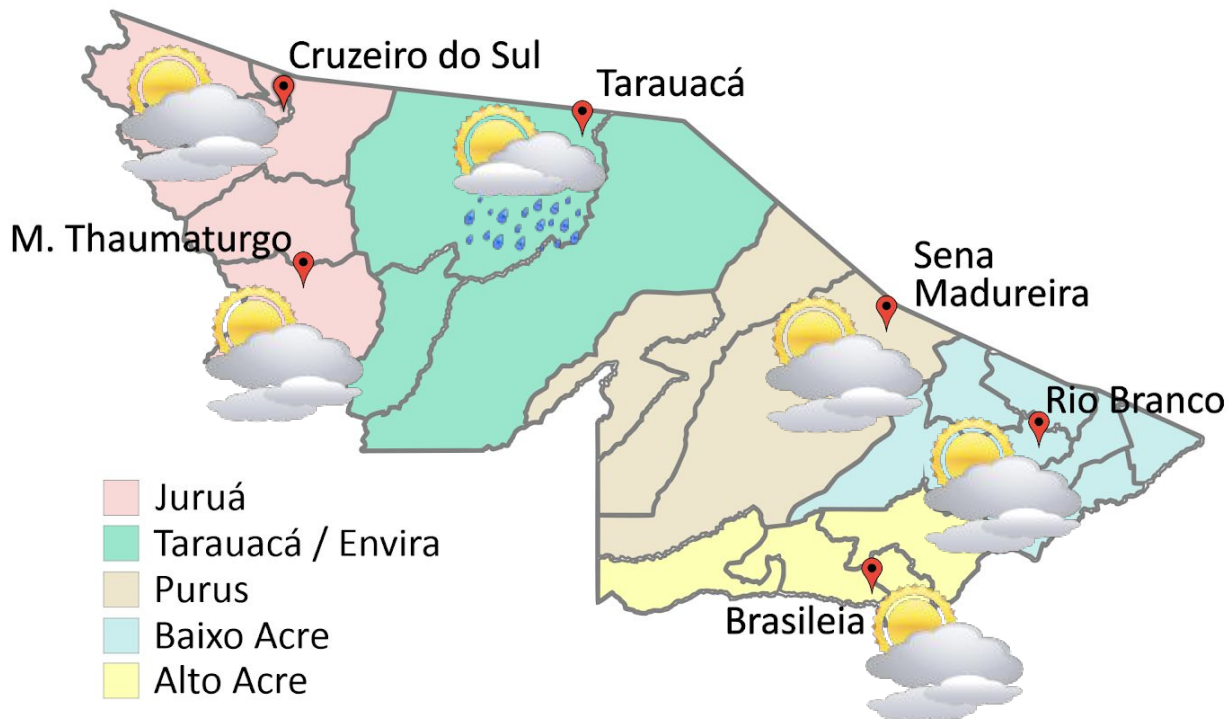 Cruzeiro do Sul
Tarauacá
M. Thaumaturgo
Sena
Madureira
Rio Branco
Brasileia
Juruá
Tarauacá / Envira
Purus
Baixo Acre
Alto Acre